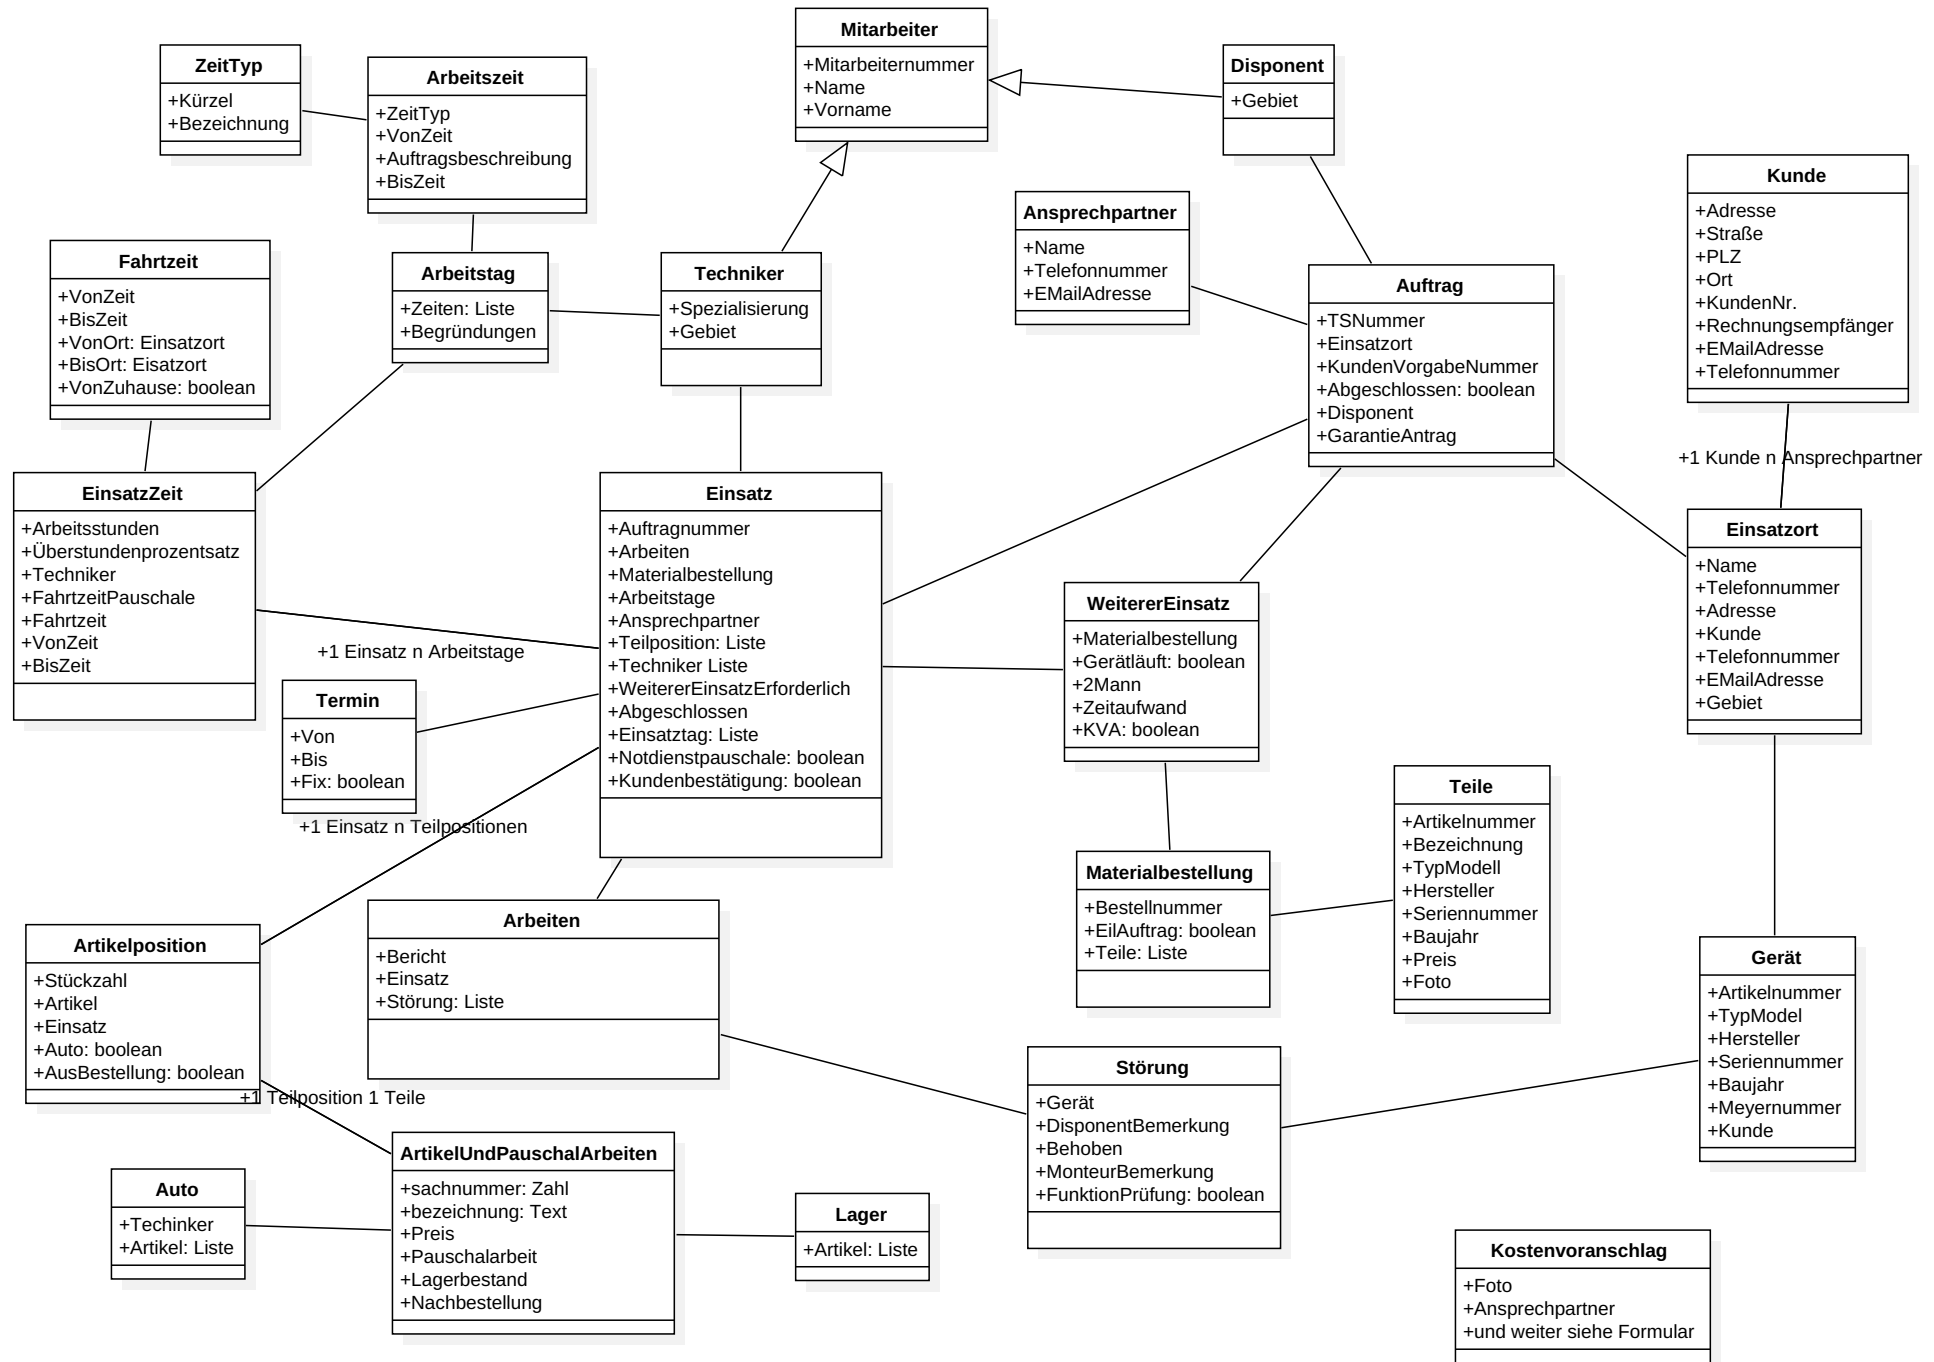 Mitarbeiter
+Mitarbeiternummer
+Name
+Vorname
ZeitTyp
+Kürzel
+Bezeichnung
Arbeitszeit
+ZeitTyp
+VonZeit
+Auftragsbeschreibung
+BisZeit
Disponent
+Gebiet
Kunde
+Adresse
+Straße
+PLZ
+Ort
+KundenNr.
+Rechnungsempfänger
+EMailAdresse
+Telefonnummer
Ansprechpartner
+Name
+Telefonnummer
+EMailAdresse
Fahrtzeit
+VonZeit
+BisZeit
+VonOrt: Einsatzort
+BisOrt: Eisatzort
+VonZuhause: boolean
Arbeitstag
+Zeiten: Liste
+Begründungen
Techniker
+Spezialisierung
+Gebiet
Auftrag
+TSNummer
+Einsatzort
+KundenVorgabeNummer
+Abgeschlossen: boolean
+Disponent
+GarantieAntrag
+1 Kunde n Ansprechpartner
EinsatzZeit
+Arbeitsstunden
+Überstundenprozentsatz
+Techniker
+FahrtzeitPauschale
+Fahrtzeit
+VonZeit
+BisZeit
Einsatz
+Auftragnummer
+Arbeiten
+Materialbestellung
+Arbeitstage
+Ansprechpartner
+Teilposition: Liste
+Techniker Liste
+WeitererEinsatzErforderlich
+Abgeschlossen
+Einsatztag: Liste
+Notdienstpauschale: boolean
+Kundenbestätigung: boolean
Einsatzort
+Name
+Telefonnummer
+Adresse
+Kunde
+Telefonnummer
+EMailAdresse
+Gebiet
WeitererEinsatz
+Materialbestellung
+Gerätläuft: boolean
+2Mann
+Zeitaufwand
+KVA: boolean
+1 Einsatz n Arbeitstage
Termin
+Von
+Bis
+Fix: boolean
+1 Einsatz n Teilpositionen
Teile
+Artikelnummer
+Bezeichnung
+TypModell
+Hersteller
+Seriennummer
+Baujahr
+Preis
+Foto
Materialbestellung
+Bestellnummer
+EilAuftrag: boolean
+Teile: Liste
Arbeiten
+Bericht
+Einsatz
+Störung: Liste
Artikelposition
+Stückzahl
+Artikel
+Einsatz
+Auto: boolean
+AusBestellung: boolean
+1 Teilposition 1 Teile
Gerät
+Artikelnummer
+TypModel
+Hersteller
+Seriennummer
+Baujahr
+Meyernummer
+Kunde
Störung
+Gerät
+DisponentBemerkung
+Behoben
+MonteurBemerkung
+FunktionPrüfung: boolean
ArtikelUndPauschalArbeiten
+sachnummer: Zahl
+bezeichnung: Text
+Preis
+Pauschalarbeit
+Lagerbestand
+Nachbestellung
Auto
+Techinker
+Artikel: Liste
Lager
+Artikel: Liste
Kostenvoranschlag
+Foto
+Ansprechpartner
+und weiter siehe Formular